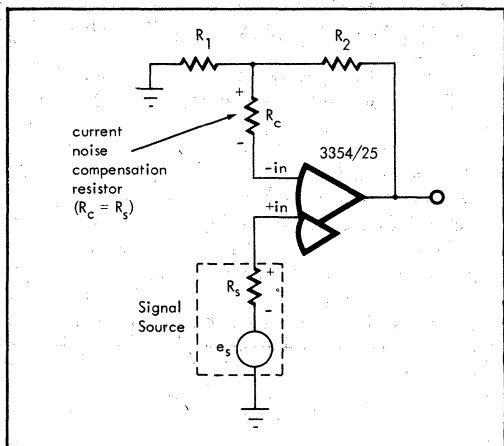 R1
R2
+
Rc
-
current
noise
compensation
resistor
(Rc = Rs)
3354/25
-in
+in
+
Rs
-
Signal
Source
es